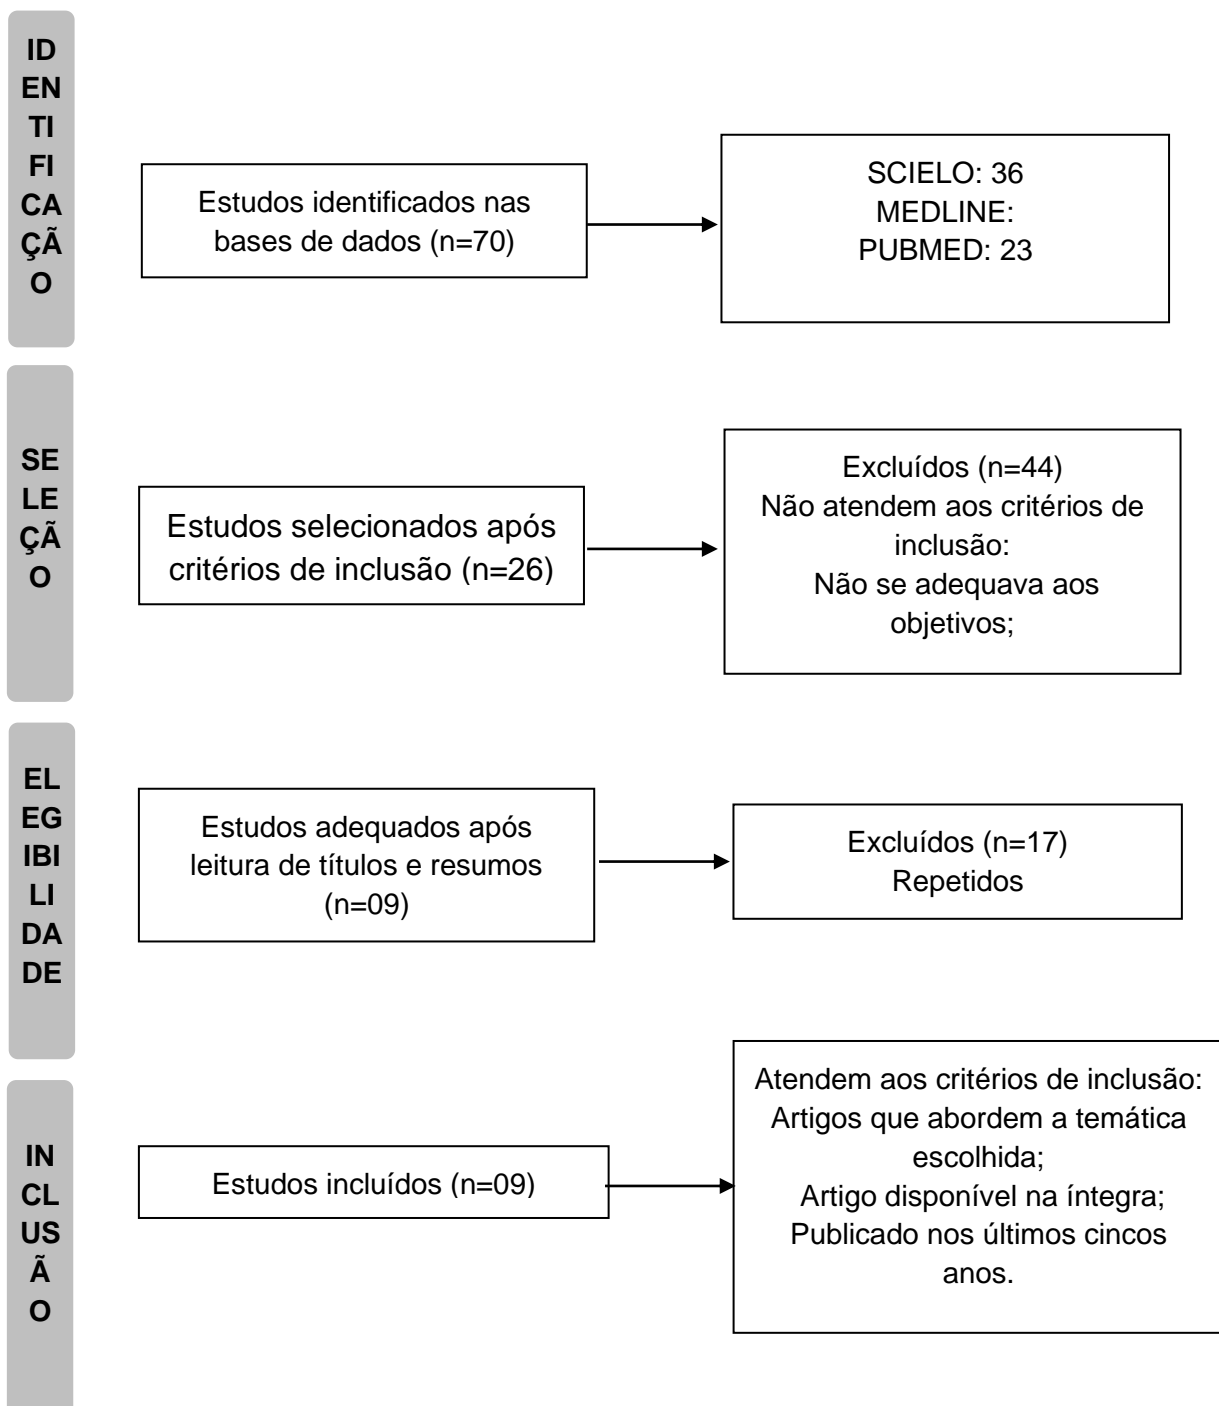 ID
EN
TI
FI
CA
ÇÃ
O
Estudos identificados nas
bases de dados (n=70)
SCIELO: 36
MEDLINE:
PUBMED: 23
SE
LE
ÇÃ
O
Estudos selecionados após
critérios de inclusão (n=26)
Excluídos (n=44)
Não atendem aos critérios de
inclusão:
Não se adequava aos
objetivos;
EL
EG
IBI
LI
DA
DE
Estudos adequados após
leitura de títulos e resumos
(n=09)
Excluídos (n=17)
Repetidos
IN
CL
US
Ã
O
Estudos incluídos (n=09)
Atendem aos critérios de inclusão:
Artigos que abordem a temática
escolhida;
Artigo disponível na íntegra;
Publicado nos últimos cincos
anos.